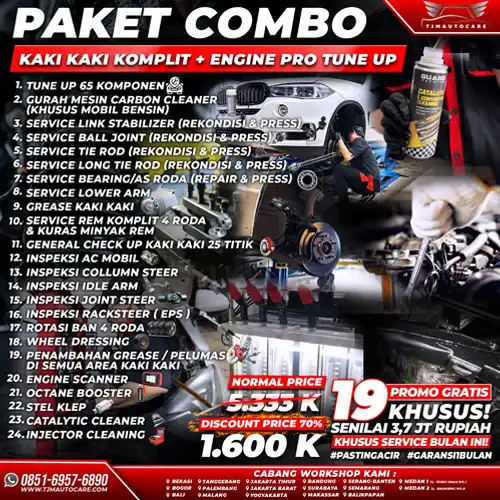 PAKET COMBO
TJMAUTOCARE
KAKI KAKI KOMPLIT + ENGINE PRO TUNE UP
1. TUNE UP 65 KOMPONEN
2. GURAH MESIN CARBON CLEANER
(KHUSUS MOBIL BENSIN)
3. SERVICE LINK STABILIZER (REKONDISI & PRESS)
4. SERVICE BALL JOINT (REKONDISI & PRESS)
5. SERVICE TIE ROD (REKONDISI & PRESS)
6. SERVICE LONG TIE ROD (REKONDISI & PRESS)
7. SERVICE BEARING/AS RODA (REPAIR & PRESS)
8. SERVICE LOWER ARM
9. GREASE KAKI KAKI
10. SERVICE REM KOMPLIT 4 RODA
& KURAS MINYAK REM
11. GENERAL CHECK UP KAKI KAKI 25 TITIK
12. INSPEKSI AC MOBIL
13. INSPEKSI COLLUMN STEER
14. INSPEKSI IDLE ARM
15. INSPEKSI JOINT STEER
16. INSPEKSI RACKSTEER ( EPS )
17. ROTASI BAN 4 RODA
18. WHEEL DRESSING
19. PENAMBAHAN GREASE / PELUMAS
DI SEMUA AREA KAKI KAKI
20. ENGINE SCANNER
21. OCTANE BOOSTER
22. STEL KLEP
23. CATALYTIC CLEANER
24. INJECTOR CLEANING
NORMAL PRICE
5.333 K
DISCOUNT PRICE 70%
1.600 K
19 PROMO GRATIS
KHUSUS!
SENILAI 3,7 JT RUPIAH
KHUSUS SERVICE BULAN INI!
#PASTINGACIR #GARANSI1BULAN
0851-6957-6890
WWW.TJMAUTOCARE.COM
CABANG WORKSHOP KAMI :
BEKASI TANGGERANG JAKARTA TIMUR BANDUNG SERANG-BANTEN MEDAN 1
BOGOR PALEMBANG JAKARTA BARAT SURABAYA SEMARANG MEDAN 2
BALI MALANG YOGYAKARTA MAKASSAR BALIKPAPAN